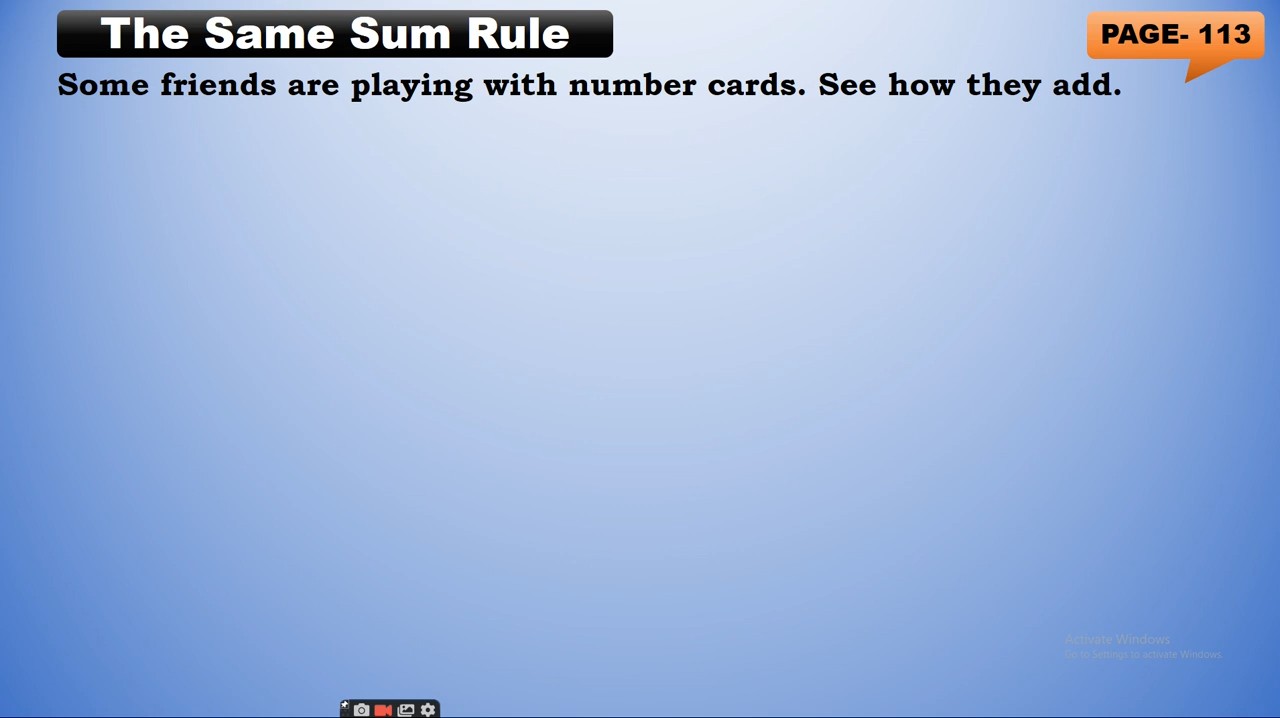 The Same Sum Rule
PAGE- 113
Some friends are playing with number cards. See how they add.
Activate Windows
Go to Settings to activate Windows.